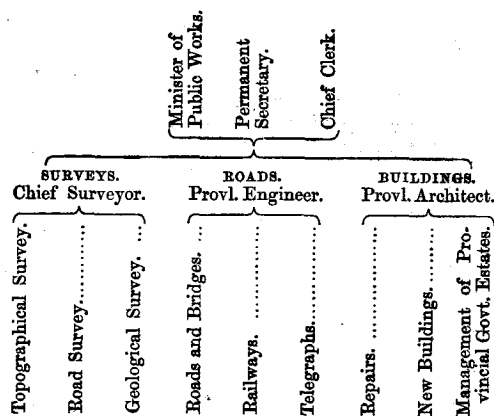 Minister of
Public Works.
Permanent
Secretary.
Chief Clerk.
SURVEYS.
Chief Surveyor.
ROADS.
Provl. Engineer.
BUILDINGS.
Provl. Architect.
Topographical Survey.
Road Survey..........
Geological Survey. ...
Roads and Bridges. ...
Railways. ............
Telegraphs..........
Repairs. ............
New Buildings........
Management of Pro-
vincial Govt. Estates.